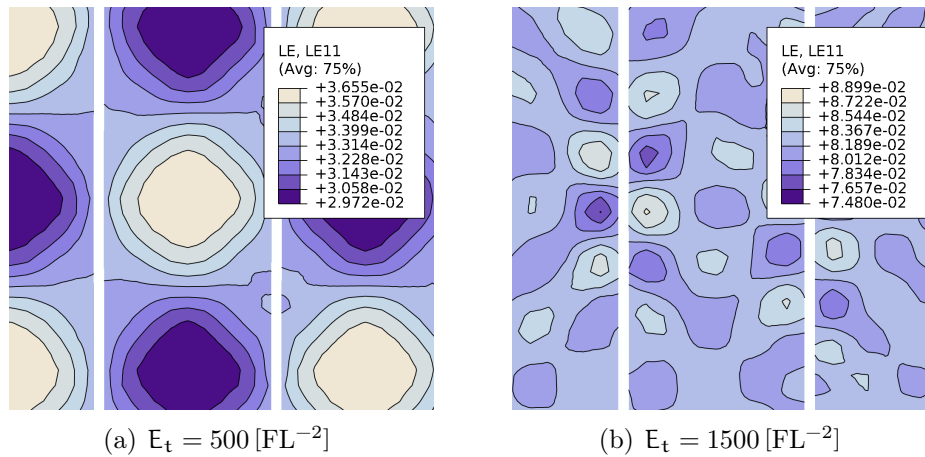 LE, LE11
(Avg: 75%)
+3.655e-02
+3.570e-02
+3.484e-02
+3.399e-02
+3.314e-02
+3.228e-02
+3.143e-02
+3.058e-02
+2.972e-02
LE, LE11
(Avg: 75%)
+8.899e-02
+8.722e-02
+8.544e-02
+8.367e-02
+8.189e-02
+8.012e-02
+7.834e-02
+7.657e-02
+7.480e-02
(a) Eₜ = 500 [FL⁻²]
(b) Eₜ = 1500 [FL⁻²]